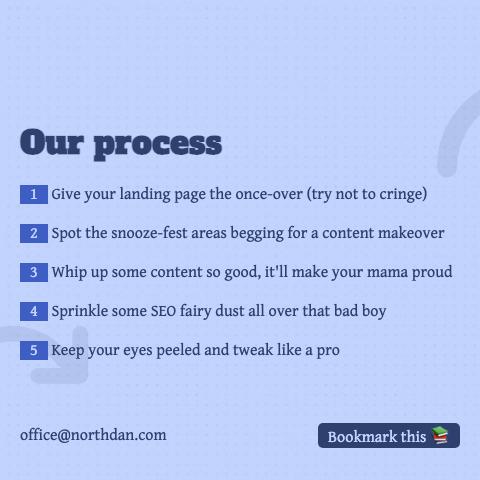 Our process
1 Give your landing page the once-over (try not to cringe)
2 Spot the snooze-fest areas begging for a content makeover
3 Whip up some content so good, it'll make your mama proud
4 Sprinkle some SEO fairy dust all over that bad boy
5 Keep your eyes peeled and tweak like a pro
office@northdan.com
Bookmark this 📚